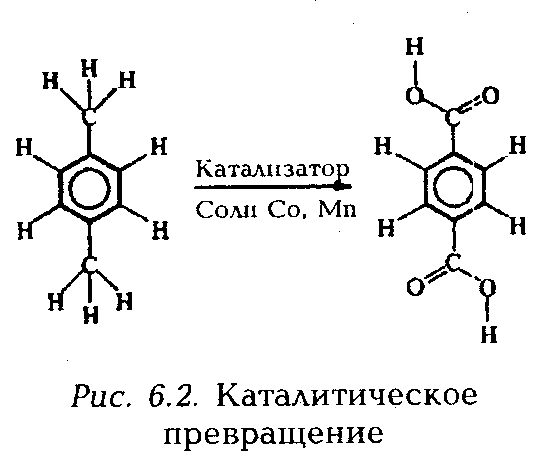 H H H
C
H H
H H
C
H H H
Катализатор
Соли Co, Mn
H
O O
C
H H
H H
C
O O
H
Рис. 6.2. Каталитическое
превращение